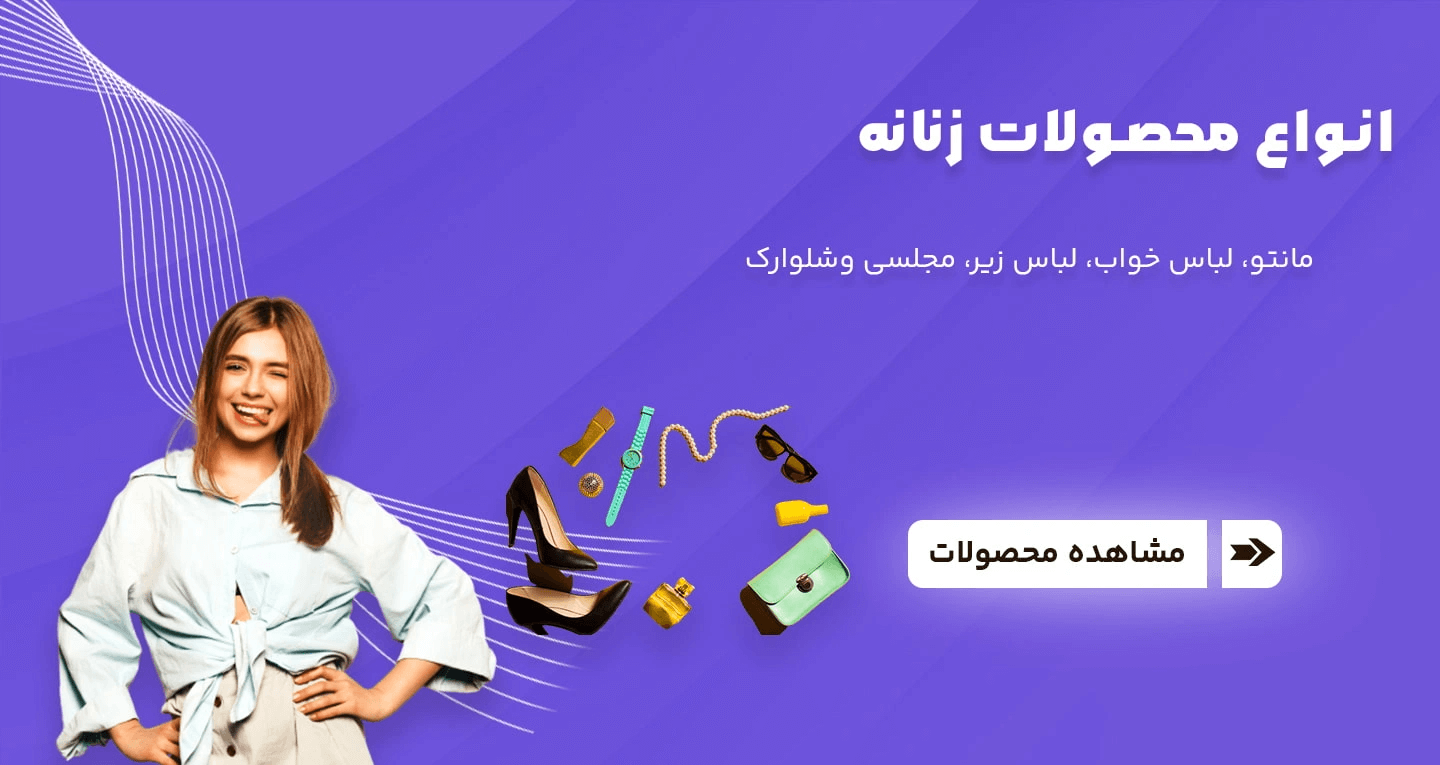 انواع محصولات زنانه
مانتو، لباس خواب، لباس زیر، مجلسی وشلوارک
مشاهده محصولات